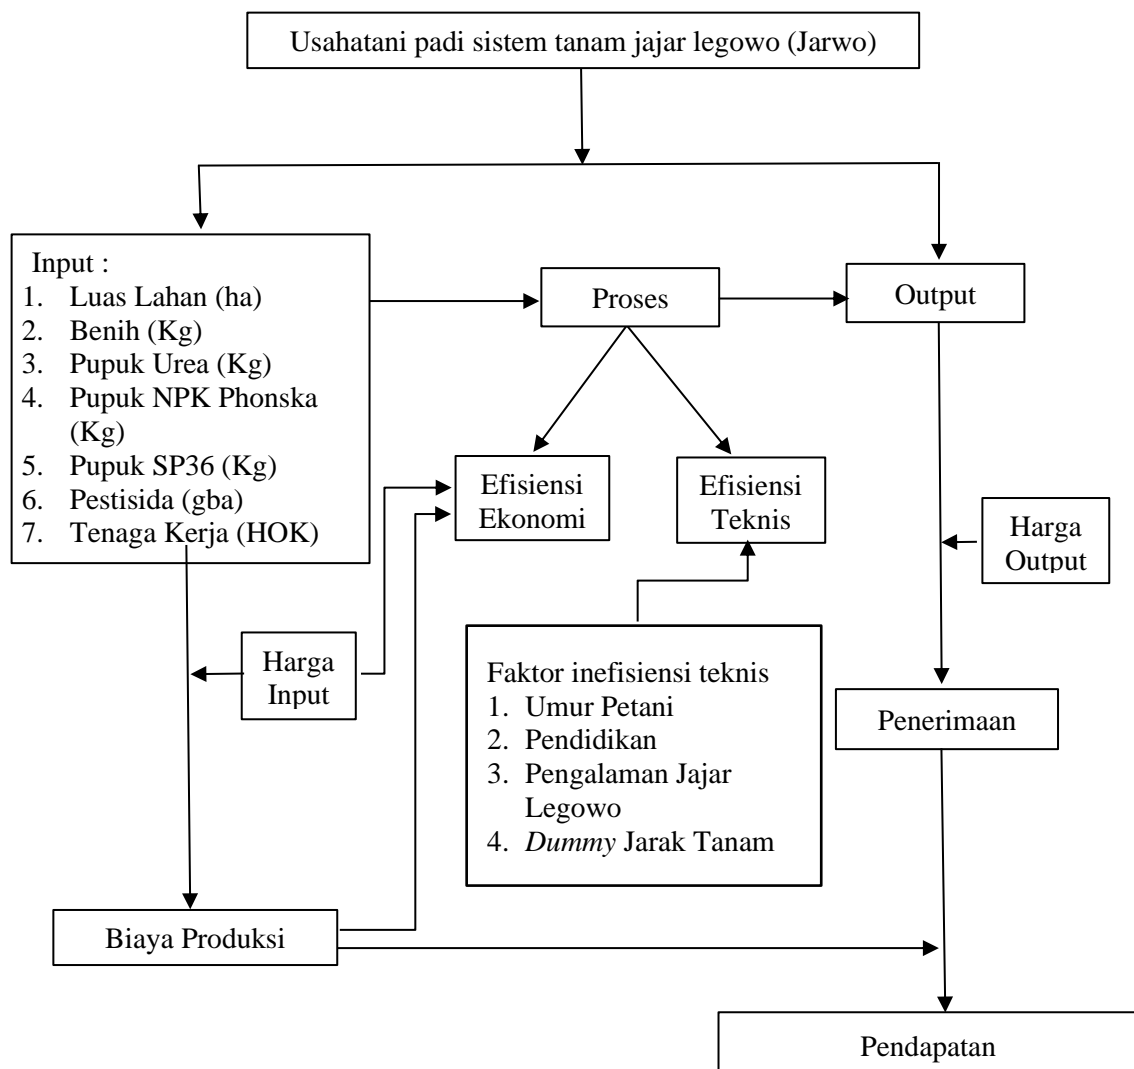 Usahatani padi sistem tanam jajar legowo (Jarwo)
Input :
1. Luas Lahan (ha)
2. Benih (Kg)
3. Pupuk Urea (Kg)
4. Pupuk NPK Phonska
(Kg)
5. Pupuk SP36 (Kg)
6. Pestisida (gba)
7. Tenaga Kerja (HOK)
Proses
Output
Efisiensi
Ekonomi
Efisiensi
Teknis
Harga
Output
Harga
Input
Faktor inefisiensi teknis
1. Umur Petani
2. Pendidikan
3. Pengalaman Jajar
Legowo
4. Dummy Jarak Tanam
Penerimaan
Biaya Produksi
Pendapatan